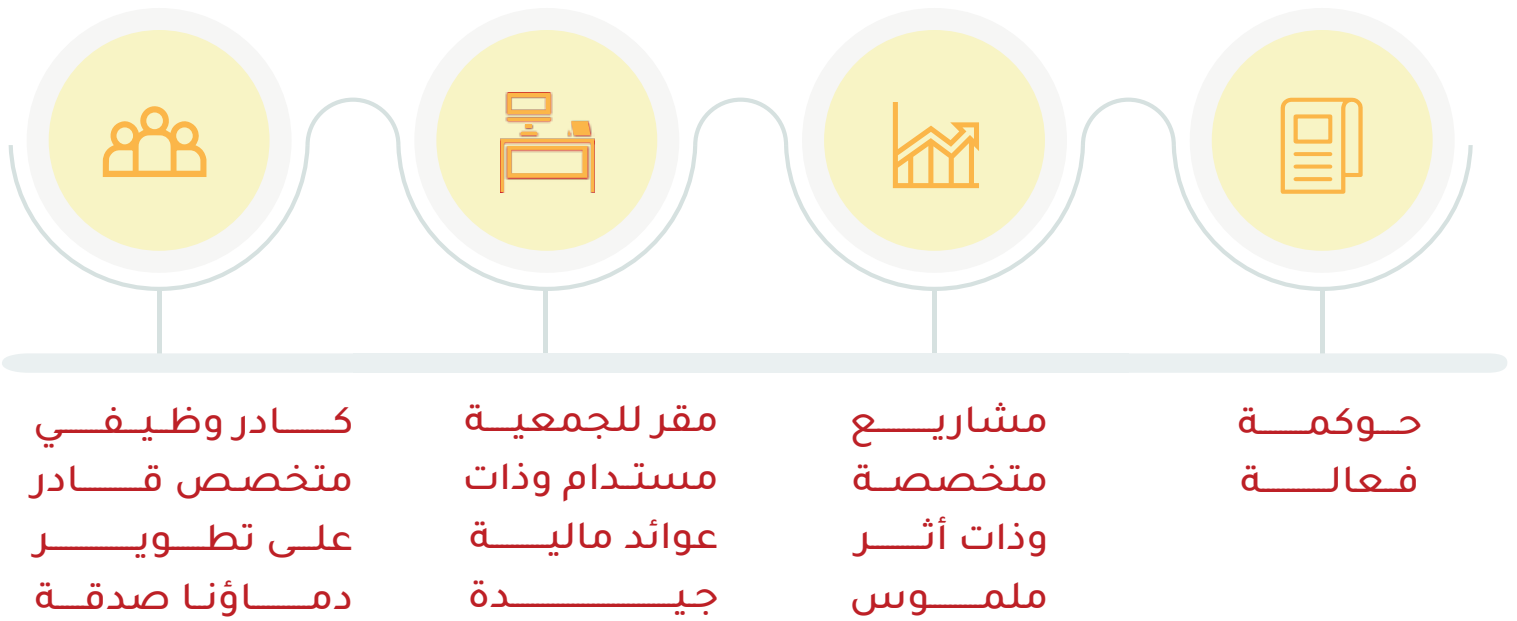 حوكمة
فعالة
مشاريع
متخصصة
وذات أثر
ملموس
مقر للجمعية
مستدام وذات
عوائد مالية
جيدة
كادر وظيفي
متخصص قادر
على تطوير
دماؤنا صدقة